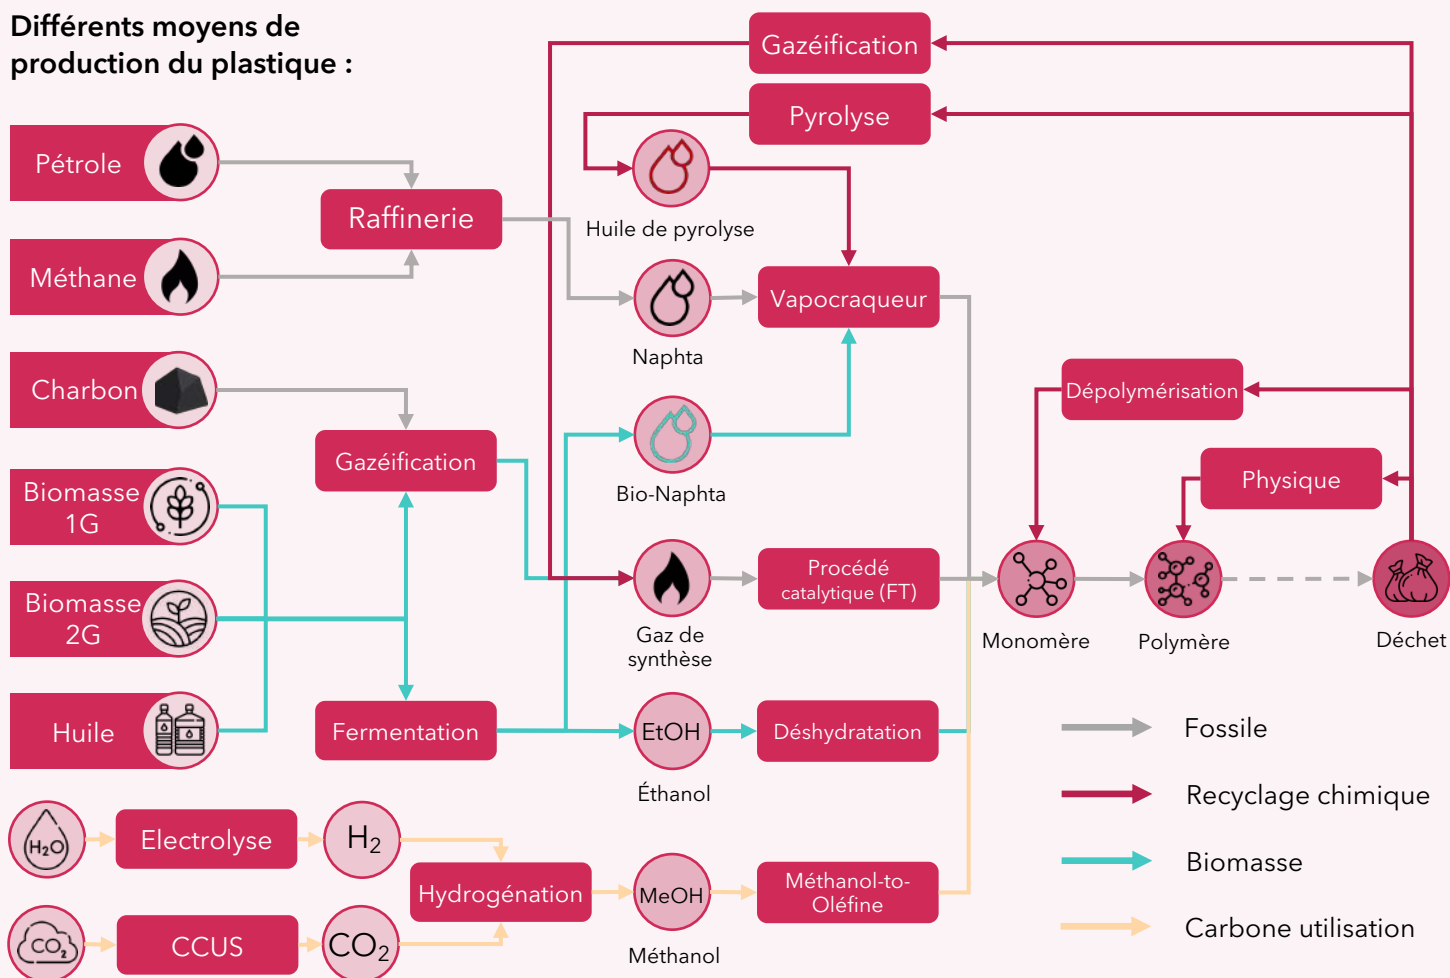 Différents moyens de
production du plastique :
Gazéification
Pyrolyse
Pétrole
Raffinerie
Huile de pyrolyse
Méthane
Vapocraqueur
Naphta
Charbon
Dépolymérisation
Gazéification
Bio-Naphta
Physique
Biomasse
1G
Procédé
catalytique (FT)
Biomasse
2G
Gaz de
synthèse
Monomère
Polymère
Déchet
Huile
Fermentation
EtOH
Déshydratation
Éthanol
H2O
Electrolyse
H2
Hydrogénation
MeOH
Méthanol-to-
Oléfine
CO2
CCUS
CO2
Méthanol
Fossile
Recyclage chimique
Biomasse
Carbone utilisation